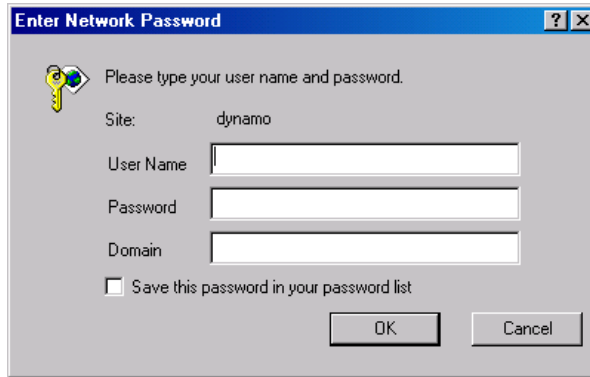 Enter Network Password
Please type your user name and password.
Site: dynamo
User Name
Password
Domain
Save this password in your password list
OK Cancel